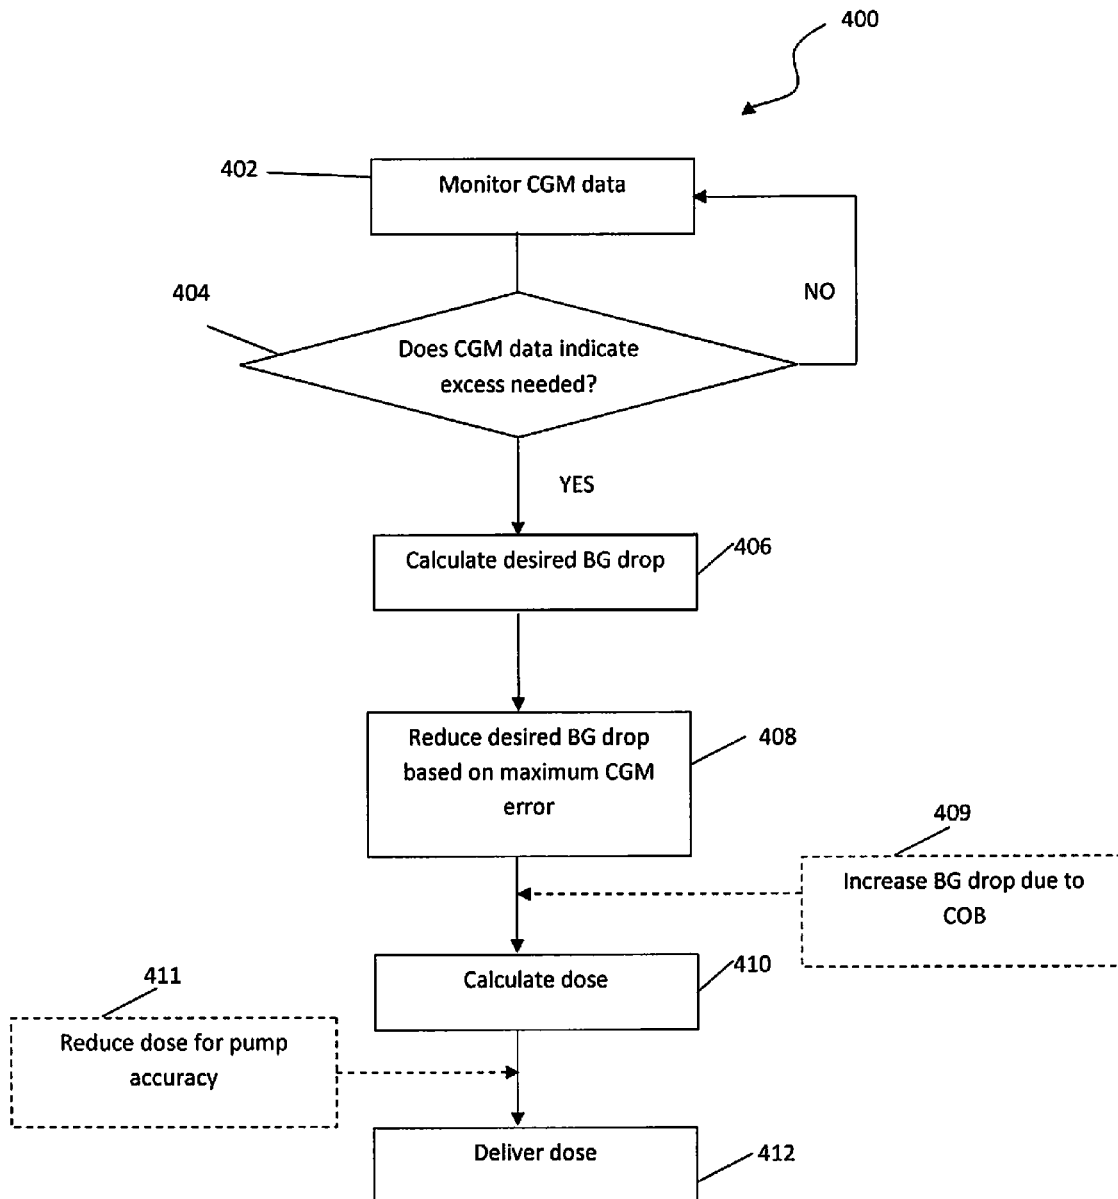 400
402
Monitor CGM data
404
NO
Does CGM data indicate
excess needed?
YES
Calculate desired BG drop
406
Reduce desired BG drop
based on maximum CGM
error
408
409
Increase BG drop due to
COB
Calculate dose
410
411
Reduce dose for pump
accuracy
Deliver dose
412